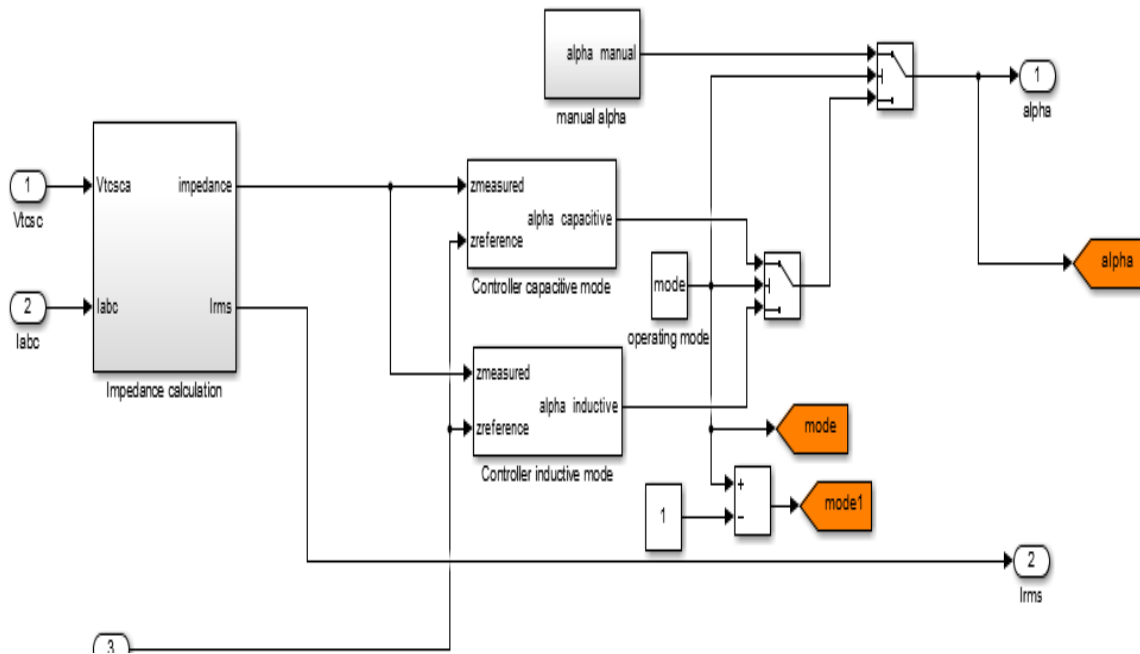 alpha manual
manual alpha
1
alpha
1
Vtcsc
Vtcsca
impedance
2
Iabc
Iabc
Irms
Impedance calculation
zmeasured
alpha capacitive
zreference
Controller capacitive mode
mode
operating mode
alpha
zmeasured
alpha inductive
zreference
Controller inductive mode
mode
1
+
−
mode1
2
Irms
3